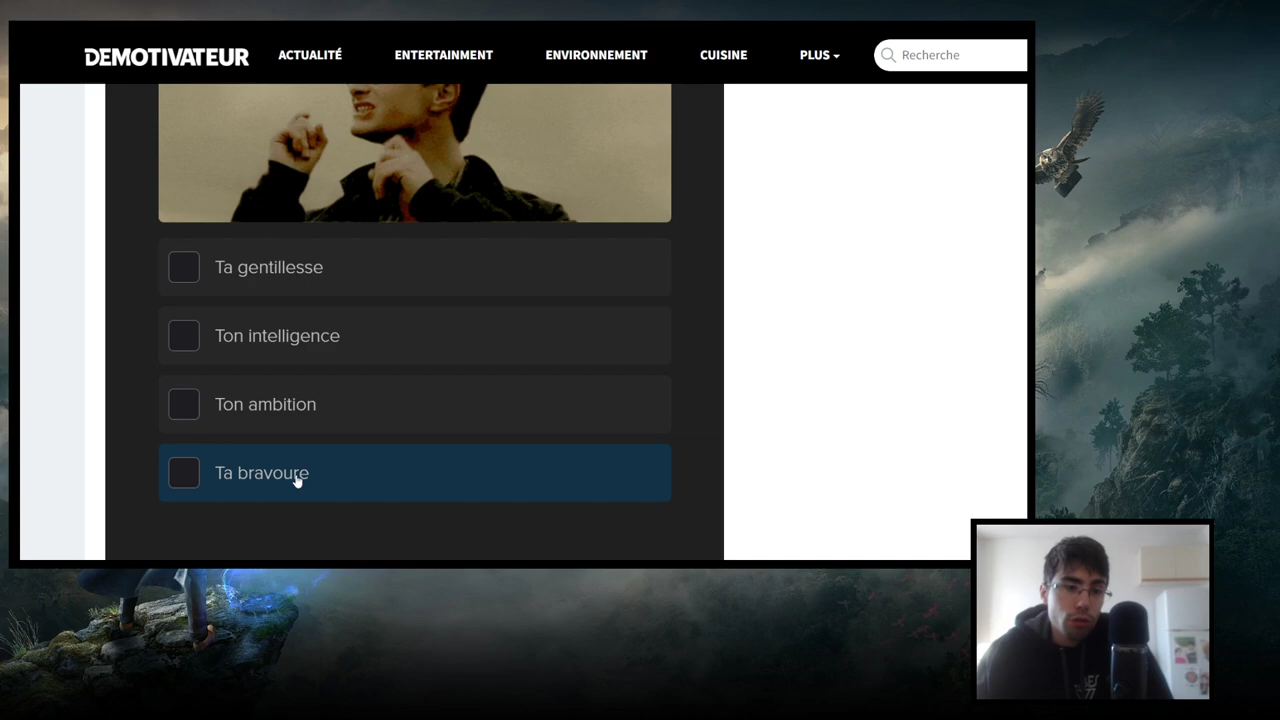 DEMOTIVATEUR
ACTUALITÉ
ENTERTAINMENT
ENVIRONNEMENT
CUISINE
PLUS
Recherche
Ta gentillesse
Ton intelligence
Ton ambition
Ta bravoure